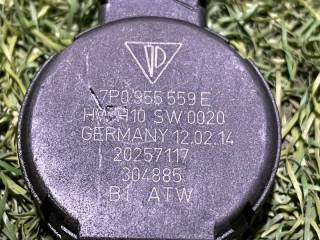 7P0 955 559 E
HW H10 SW 0020
GERMANY 12.02.14
20257117
304885
B1 ATW